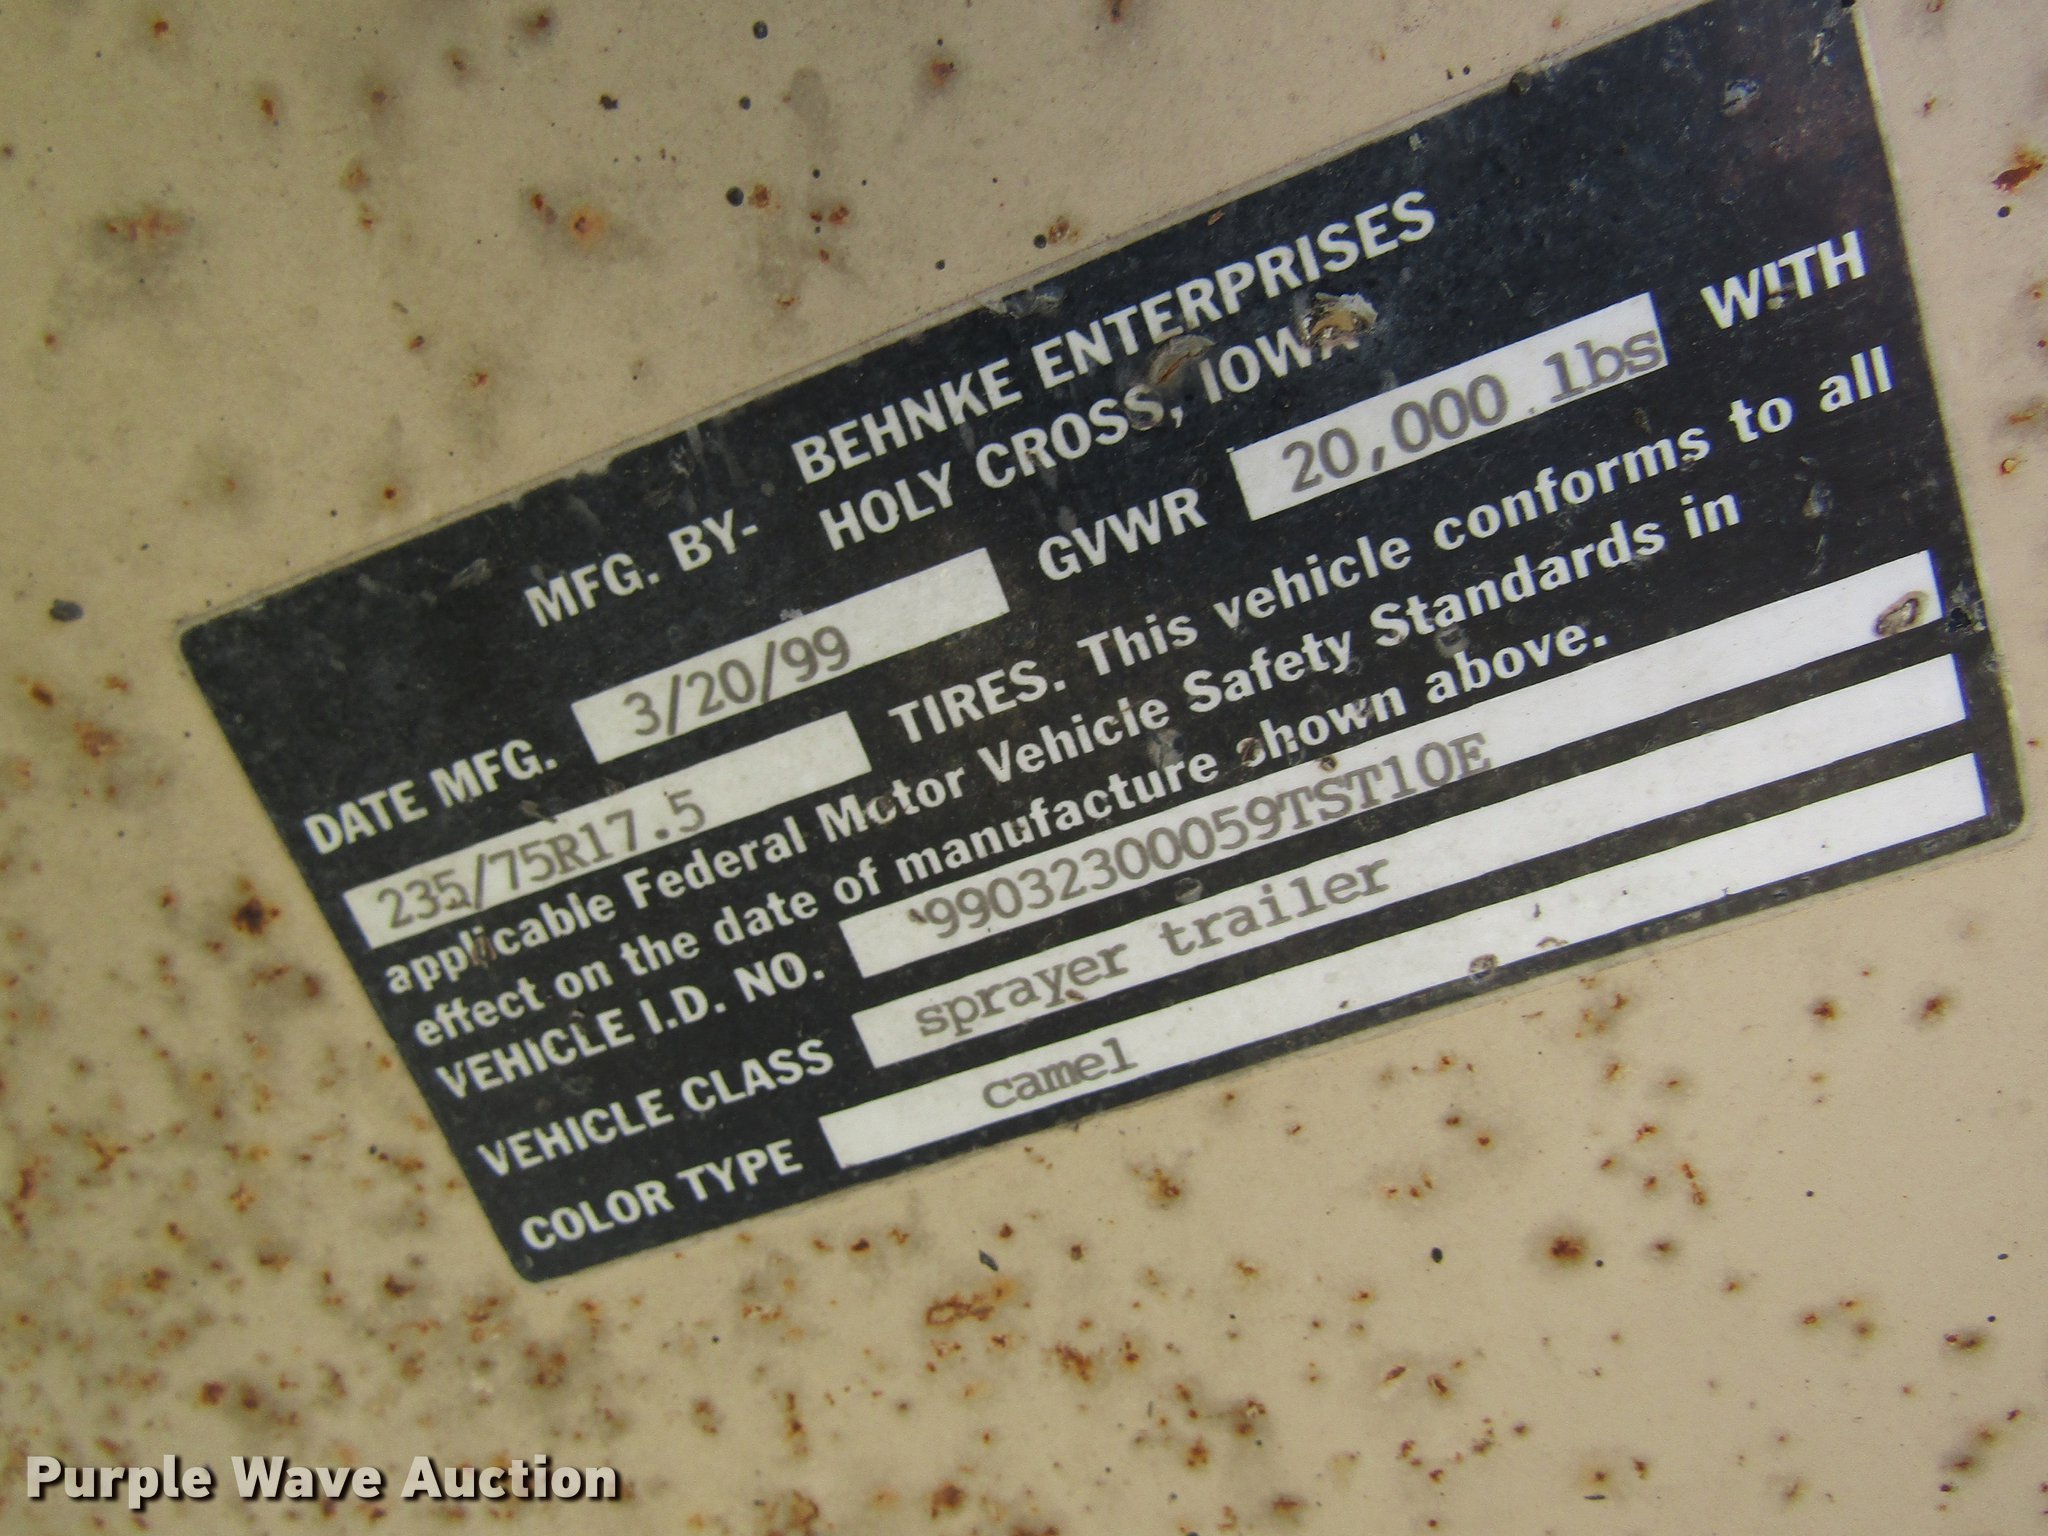 MFG. BY- BEHNKE ENTERPRISES
HOLY CROSS, IOWA
DATE MFG. 3/20/99 GVWR 20,000 lbs WITH
235/75R17.5 TIRES. This vehicle conforms to all
applicable Federal Motor Vehicle Safety Standards in
effect on the date of manufacture shown above.
VEHICLE I.D. NO. 99032300059TST10E
VEHICLE CLASS sprayer trailer
COLOR TYPE camel
Purple Wave Auction